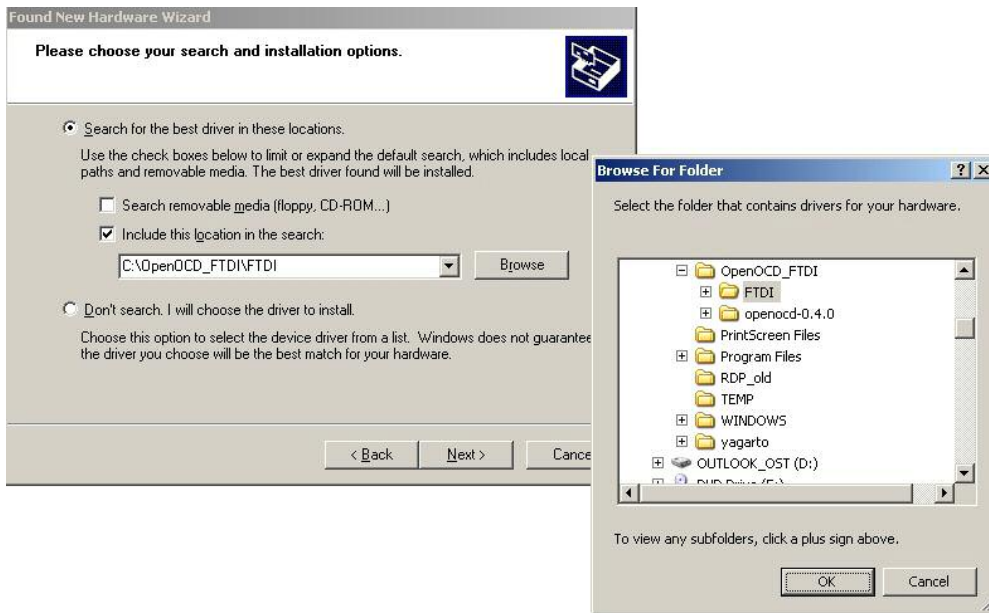 Found New Hardware Wizard
Please choose your search and installation options.
Search for the best driver in these locations.
Use the check boxes below to limit or expand the default search, which includes local
paths and removable media. The best driver found will be installed.
Search removable media (floppy, CD-ROM...)
Include this location in the search:
C:\OpenOCD_FTDI\FTDI
Browse
Don't search. I will choose the driver to install.
Choose this option to select the device driver from a list. Windows does not guarantee
the driver you choose will be the best match for your hardware.
< Back
Next >
Cance
Browse For Folder
Select the folder that contains drivers for your hardware.
OpenOCD_FTDI
FTDI
openocd-0.4.0
PrintScreen Files
Program Files
RDP_old
TEMP
WINDOWS
yagarto
OUTLOOK_OST (D:)
DVD Drive (E:)
To view any subfolders, click a plus sign above.
OK
Cancel